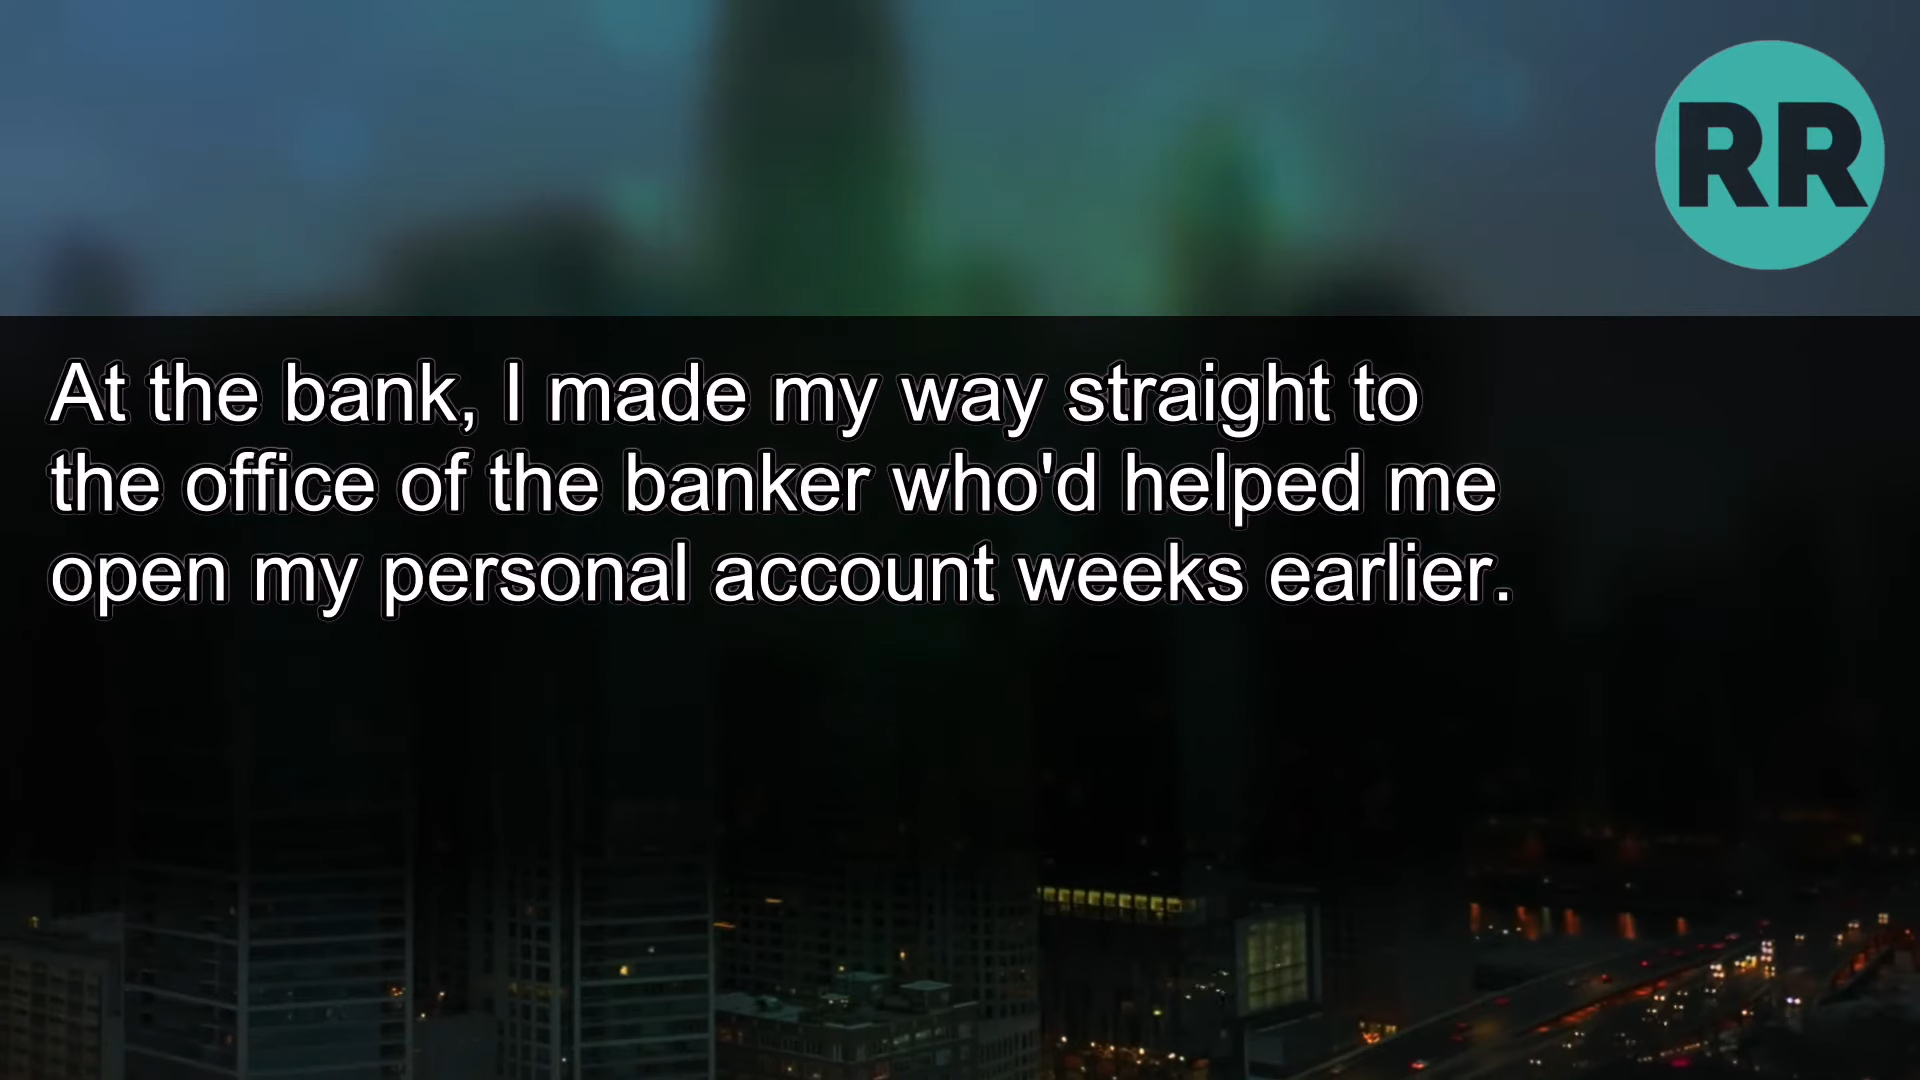 RR
At the bank, I made my way straight to
the office of the banker who'd helped me
open my personal account weeks earlier.